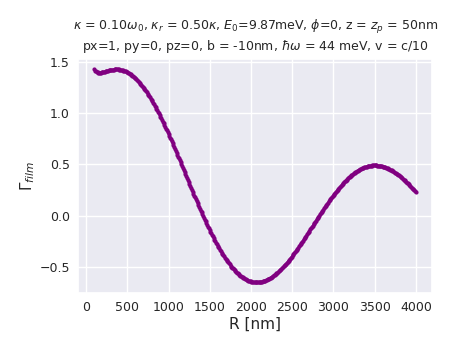 κ = 0.10ω₀, κᵣ = 0.50κ, E₀=9.87meV, ϕ=0, z = zₚ = 50nm
px=1, py=0, pz=0, b = -10nm, ℏω = 44 meV, v = c/10
1.5
1.0
0.5
0.0
−0.5
Γfilm
0 500 1000 1500 2000 2500 3000 3500 4000
R [nm]